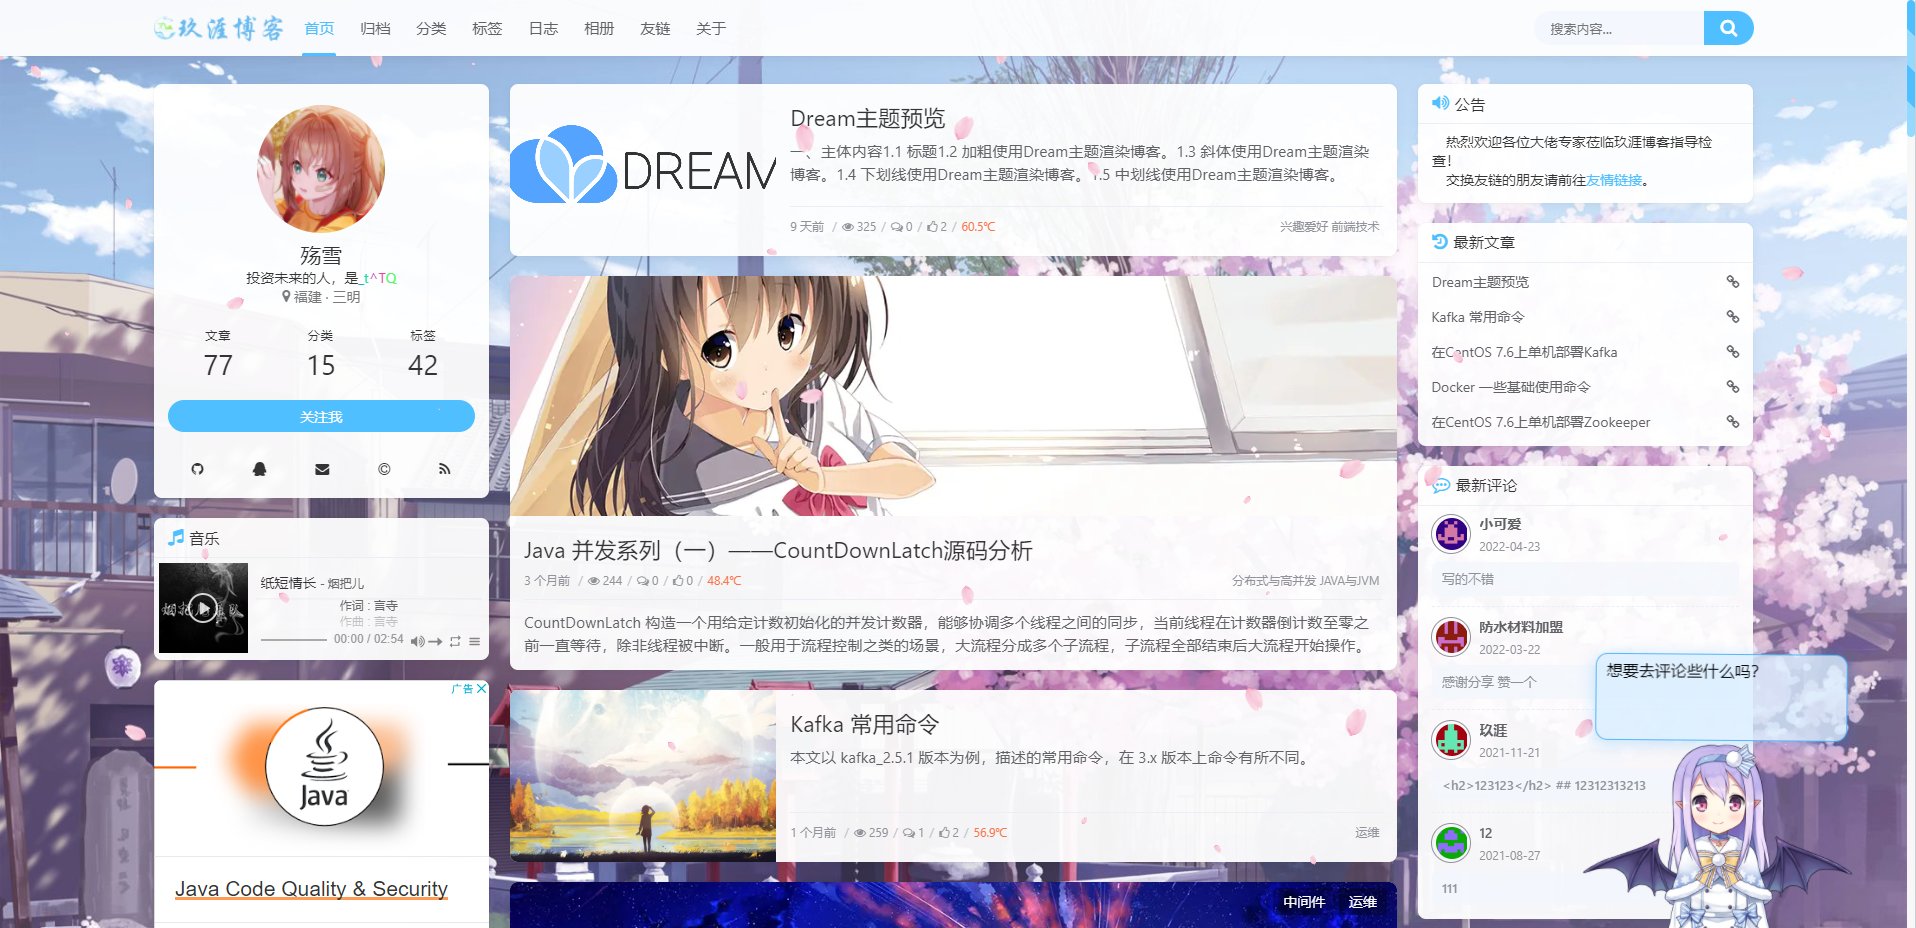 玖涯博客 首页 归档 分类 标签 日志 相册 友链 关于 搜索内容...
殇雪
投资未来的人，是_t^TQ
福建 · 三明
文章 分类 标签
77 15 42
关注我
音乐
纸短情长 - 烟把儿
作词 : 言寺
作曲 : 言寺
00:00 / 02:54
广告
Java
Java Code Quality & Security
DREAM
Dream主题预览
一、主体内容1.1 标题1.2 加粗使用Dream主题渲染博客。1.3 斜体使用Dream主题渲染
博客。1.4 下划线使用Dream主题渲染博客。1.5 中划线使用Dream主题渲染博客。
9 天前 / 325 / 0 / 2 / 60.5℃ 兴趣爱好 前端技术
Java 并发系列（一）——CountDownLatch源码分析
3 个月前 / 244 / 0 / 0 / 48.4℃ 分布式与高并发 JAVA与JVM
CountDownLatch 构造一个用给定计数初始化的并发计数器，能够协调多个线程之间的同步，当前线程在计数器倒计数至零之
前一直等待，除非线程被中断。一般用于流程控制之类的场景，大流程分成多个子流程，子流程全部结束后大流程开始操作。
Kafka 常用命令
本文以 kafka_2.5.1 版本为例，描述的常用命令，在 3.x 版本上命令有所不同。
1 个月前 / 259 / 1 / 2 / 56.9℃ 运维
中间件 运维
公告
热烈欢迎各位大佬专家莅临玖涯博客指导检
查！
交换友链的朋友请前往友情链接。
最新文章
Dream主题预览
Kafka 常用命令
在CentOS 7.6上单机部署Kafka
Docker 一些基础使用命令
在CentOS 7.6上单机部署Zookeeper
最新评论
小可爱
2022-04-23
写的不错
防水材料加盟
2022-03-22
感谢分享 赞一个
玖涯
2021-11-21
<h2>123123</h2> ## 12312313213
12
2021-08-27
111
想要去评论些什么吗？